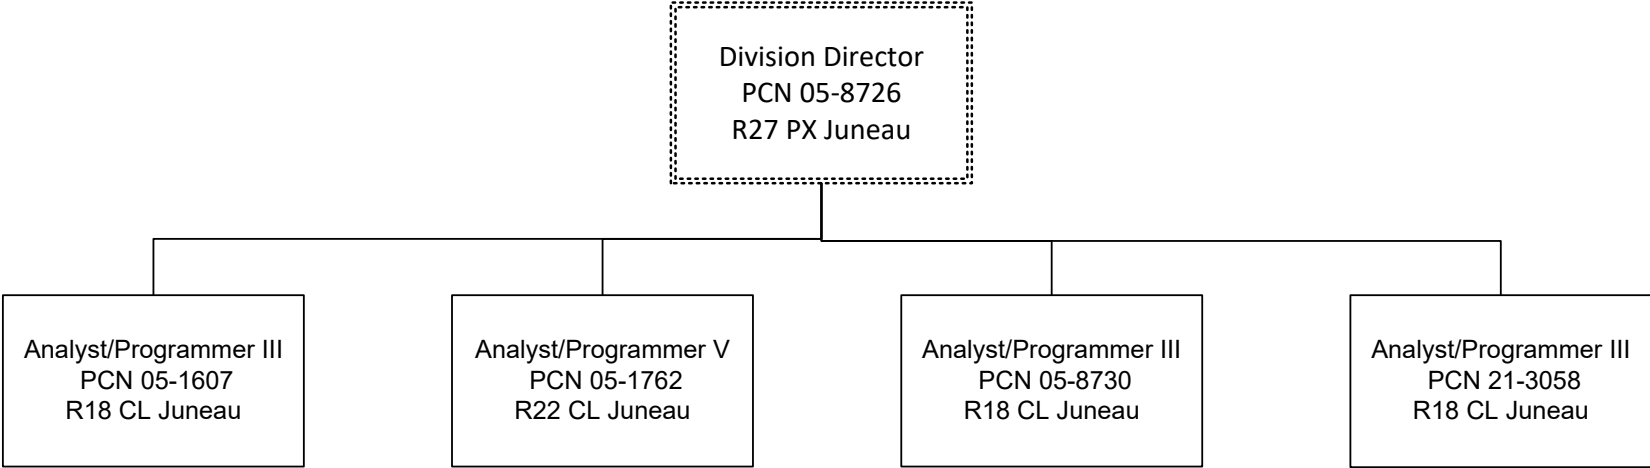 Division Director
PCN 05-8726
R27 PX Juneau
Analyst/Programmer III
PCN 05-1607
R18 CL Juneau
Analyst/Programmer V
PCN 05-1762
R22 CL Juneau
Analyst/Programmer III
PCN 05-8730
R18 CL Juneau
Analyst/Programmer III
PCN 21-3058
R18 CL Juneau